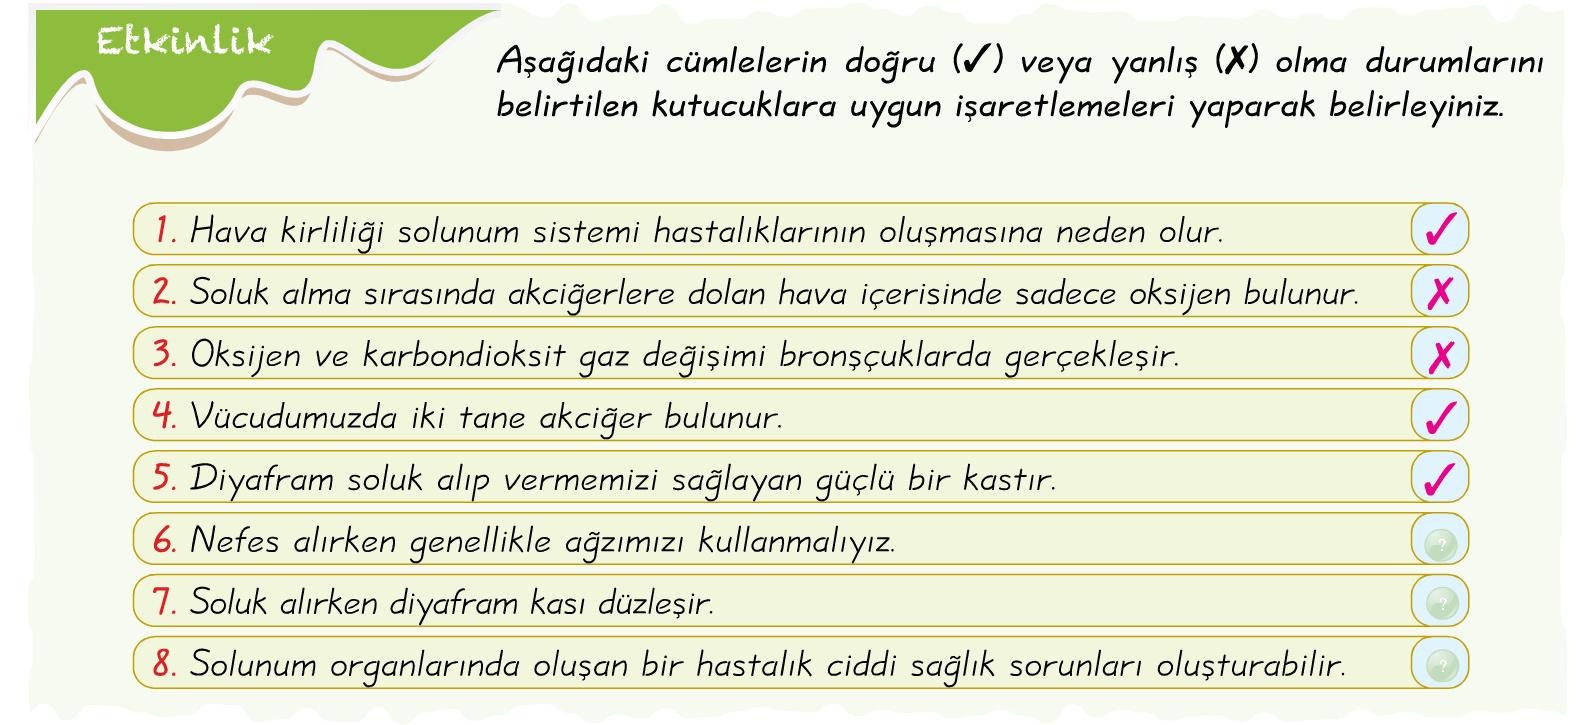 Etkinlik
Aşağıdaki cümlelerin doğru (✓) veya yanlış (✗) olma durumlarını
belirtilen kutucuklara uygun işaretlemeleri yaparak belirleyiniz.
1. Hava kirliliği solunum sistemi hastalıklarının oluşmasına neden olur. ✓
2. Soluk alma sırasında akciğerlere dolan hava içerisinde sadece oksijen bulunur. ✗
3. Oksijen ve karbondioksit gaz değişimi bronşçuklarda gerçekleşir. ✗
4. Vücudumuzda iki tane akciğer bulunur. ✓
5. Diyafram soluk alıp vermemizi sağlayan güçlü bir kastır. ✓
6. Nefes alırken genellikle ağzımızı kullanmalıyız. ?
7. Soluk alırken diyafram kası düzleşir. ?
8. Solunum organlarında oluşan bir hastalık ciddi sağlık sorunları oluşturabilir. ?